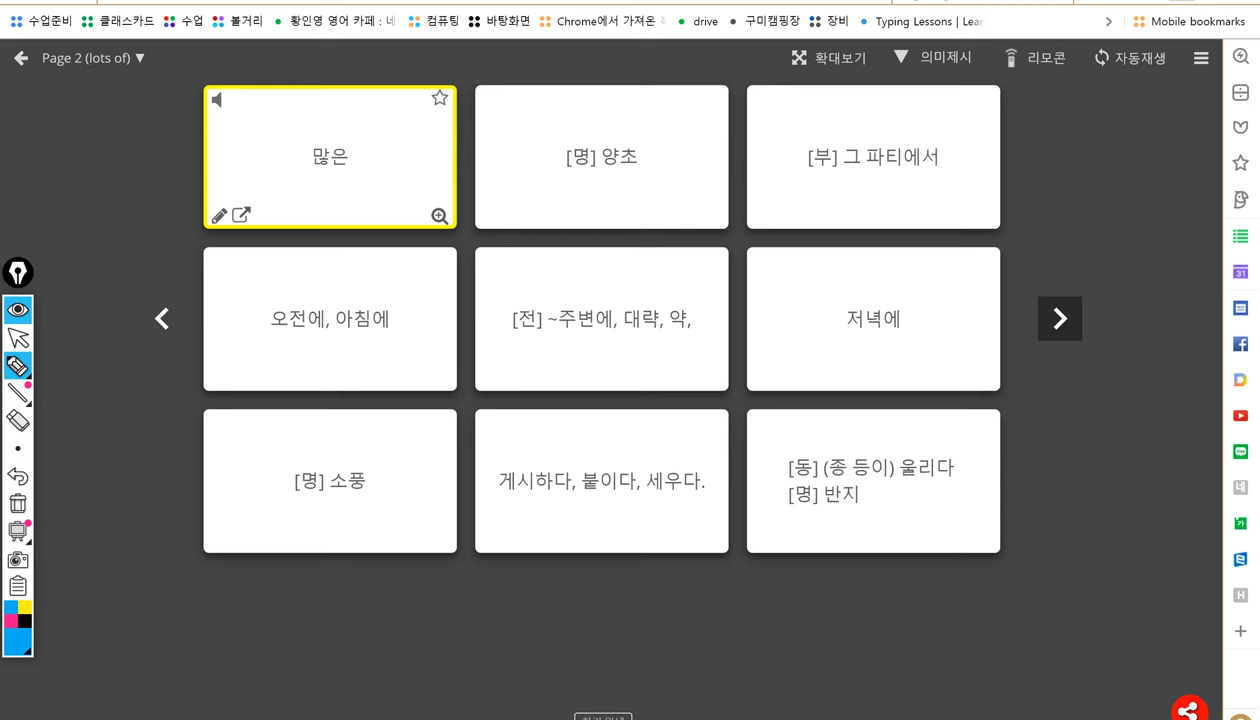 수업준비
클래스카드
수업
볼거리
황인영 영어 카페 : 네
컴퓨팅
바탕화면
Chrome에서 가져온
drive
구미캠핑장
장비
Typing Lessons | Lear
Mobile bookmarks
Page 2 (lots of) ▼
확대보기
의미제시
리모콘
자동재생
많은
[명] 양초
[부] 그 파티에서
오전에, 아침에
[전] ~주변에, 대략, 약,
저녁에
[명] 소풍
게시하다, 붙이다, 세우다.
[동] (종 등이) 울리다
[명] 반지
31